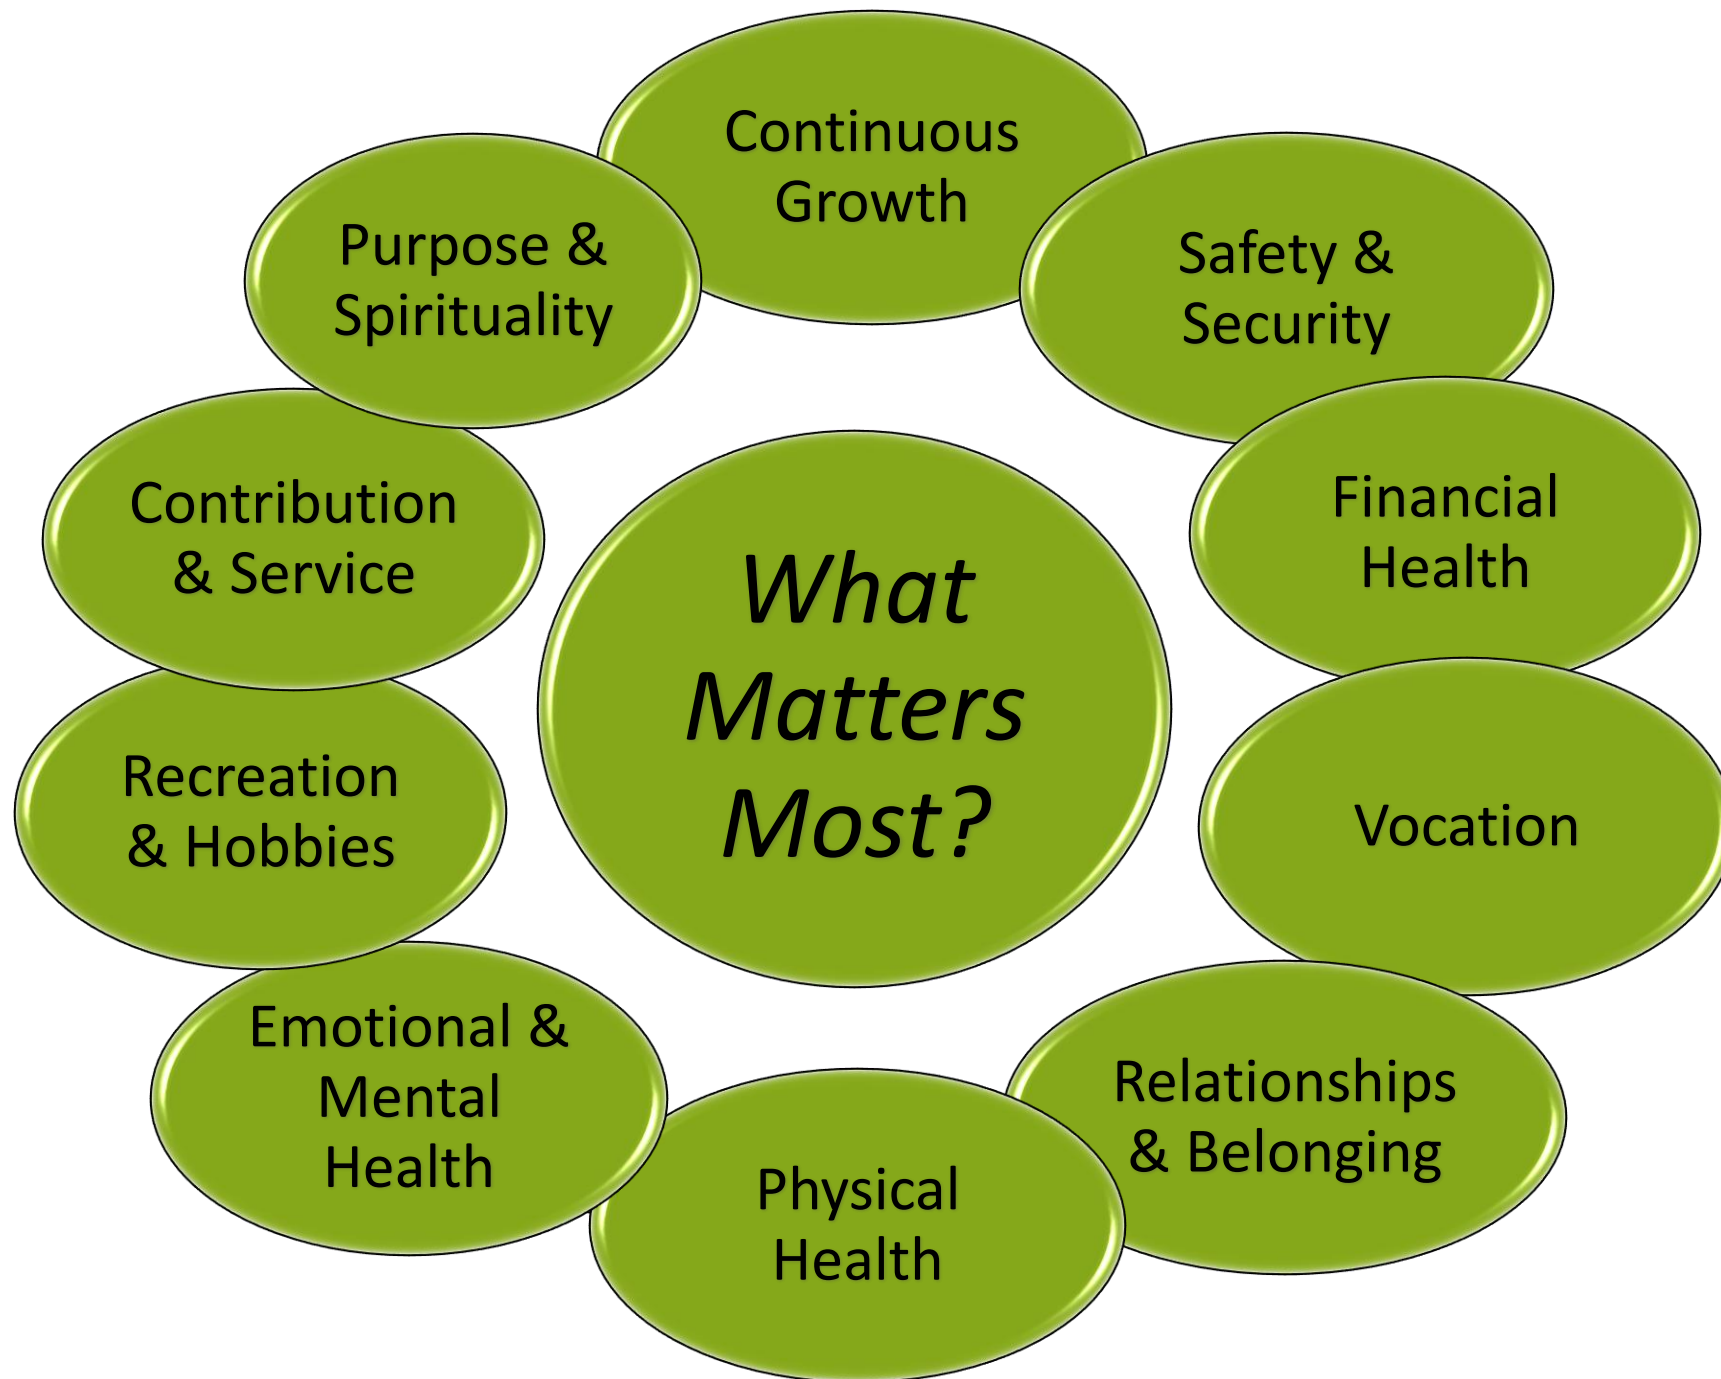 Continuous
Growth
Safety &
Security
Financial
Health
Vocation
Relationships
& Belonging
Physical
Health
Emotional &
Mental
Health
Recreation
& Hobbies
Contribution
& Service
Purpose &
Spirituality
What
Matters
Most?